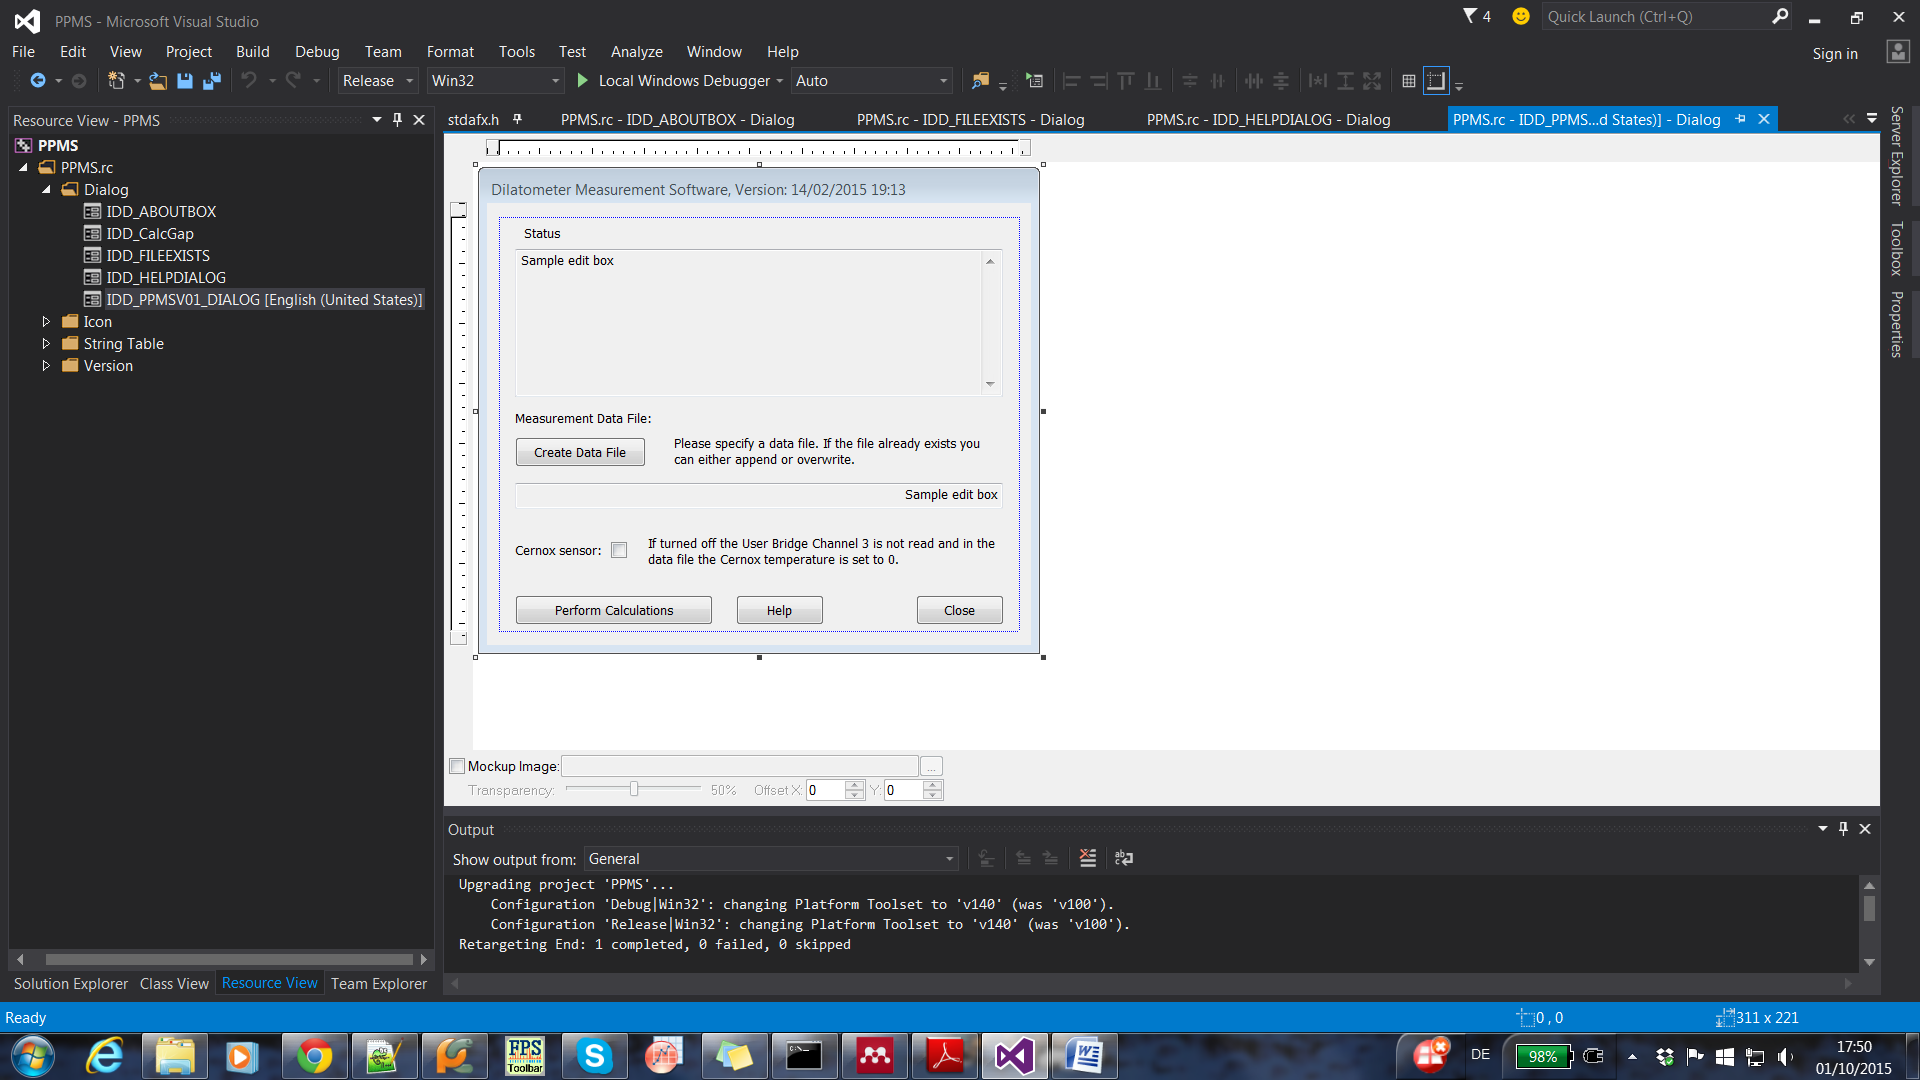 PPMS - Microsoft Visual Studio
4
Quick Launch (Ctrl+Q)
File Edit View Project Build Debug Team Format Tools Test Analyze Window Help
Sign in
Release Win32 Local Windows Debugger Auto
Resource View - PPMS
stdafx.h PPMS.rc - IDD_ABOUTBOX - Dialog PPMS.rc - IDD_FILEEXISTS - Dialog PPMS.rc - IDD_HELPDIALOG - Dialog PPMS.rc - IDD_PPMS...d States)] - Dialog
PPMS
PPMS.rc
Dialog
IDD_ABOUTBOX
IDD_CalcGap
IDD_FILEEXISTS
IDD_HELPDIALOG
IDD_PPMSV01_DIALOG [English (United States)]
Icon
String Table
Version
Solution Explorer Class View Resource View Team Explorer
Dilatometer Measurement Software, Version: 14/02/2015 19:13
Status
Sample edit box
Measurement Data File:
Create Data File
Please specify a data file. If the file already exists you
can either append or overwrite.
Sample edit box
Cernox sensor:
If turned off the User Bridge Channel 3 is not read and in the
data file the Cernox temperature is set to 0.
Perform Calculations Help Close
Mockup Image: ...
Transparency: 50% Offset X: 0 Y: 0
Server Explorer
Toolbox
Properties
Output
Show output from: General
Upgrading project 'PPMS'...
Configuration 'Debug|Win32': changing Platform Toolset to 'v140' (was 'v100').
Configuration 'Release|Win32': changing Platform Toolset to 'v140' (was 'v100').
Retargeting End: 1 completed, 0 failed, 0 skipped
Ready
0 , 0
311 x 221
FPS
Toolbar
DE
98%
17:50
01/10/2015